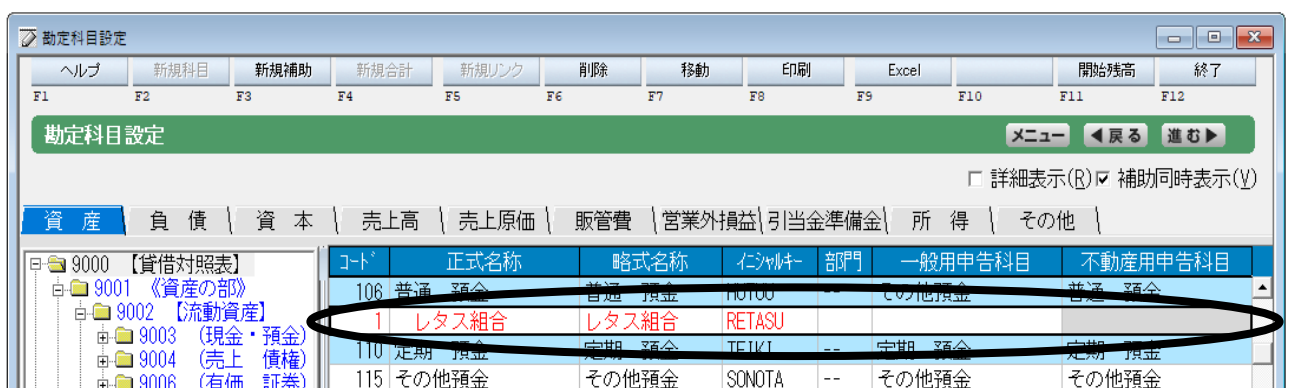 勘定科目設定
ヘルプ 新規科目 新規補助 新規合計 新規リンク 削除 移動 印刷 Excel 開始残高 終了
F1 F2 F3 F4 F5 F6 F7 F8 F9 F10 F11 F12
勘定科目設定 メニュー ◀戻る 進む▶
詳細表示(R) 補助同時表示(V)
資 産 負 債 資 本 売上高 売上原価 販管費 営業外損益 引当金準備金 所 得 その他
9000 【貸借対照表】
9001 《資産の部》
9002 【流動資産】
9003 (現金・預金)
9004 (売上 債権)
9006 (有価 証券)
コード 正式名称 略式名称 イニシャルキー 部門 一般用申告科目 不動産用申告科目
106 普通 預金 普通 預金 HUTUU -- その他預金 普通 預金
1 レタス組合 レタス組合 RETASU
110 定期 預金 定期 預金 TEIKI -- 定期 預金 定期 預金
115 その他預金 その他預金 SONOTA -- その他預金 その他預金